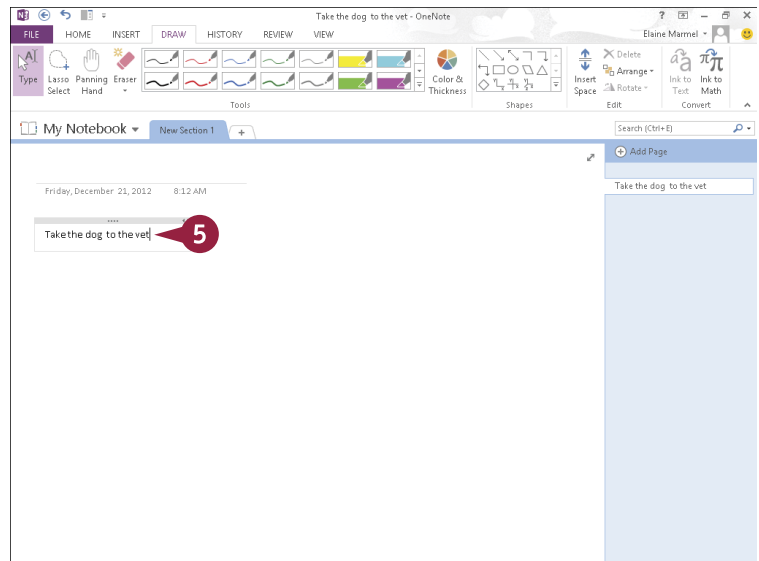 Take the dog to the vet - OneNote
FILE HOME INSERT DRAW HISTORY REVIEW VIEW
Elaine Marmel
Type
Lasso Select
Panning Hand
Eraser
Color & Thickness
Insert Space
Delete
Arrange
Rotate
Ink to Text
Ink to Math
Tools
Shapes
Edit
Convert
My Notebook
New Section 1
Search (Ctrl+E)
Add Page
Friday, December 21, 2012 8:12 AM
Take the dog to the vet
Take the dog to the vet
5